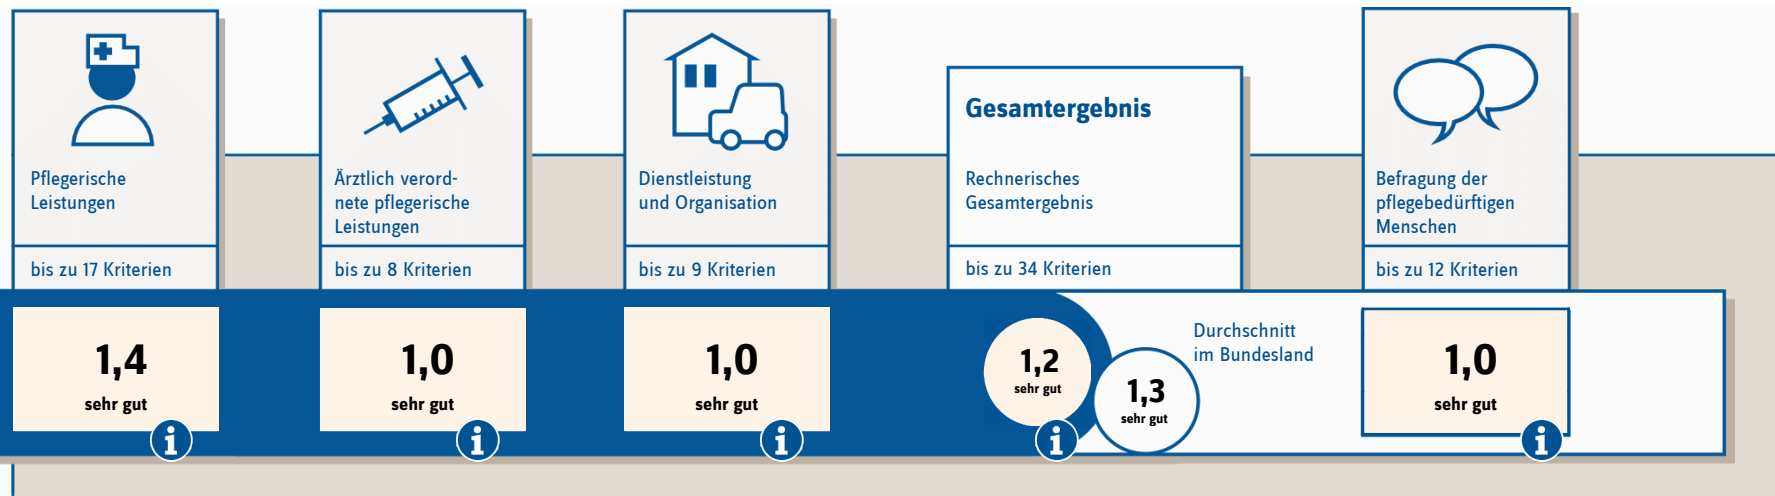 Pflegerische
Leistungen
bis zu 17 Kriterien
1,4
sehr gut
i
Ärztlich verord-
nete pflegerische
Leistungen
bis zu 8 Kriterien
1,0
sehr gut
i
Dienstleistung
und Organisation
bis zu 9 Kriterien
1,0
sehr gut
i
Gesamtergebnis
Rechnerisches
Gesamtergebnis
bis zu 34 Kriterien
1,2
sehr gut
i
1,3
sehr gut
Durchschnitt
im Bundesland
Befragung der
pflegebedürftigen
Menschen
bis zu 12 Kriterien
1,0
sehr gut
i